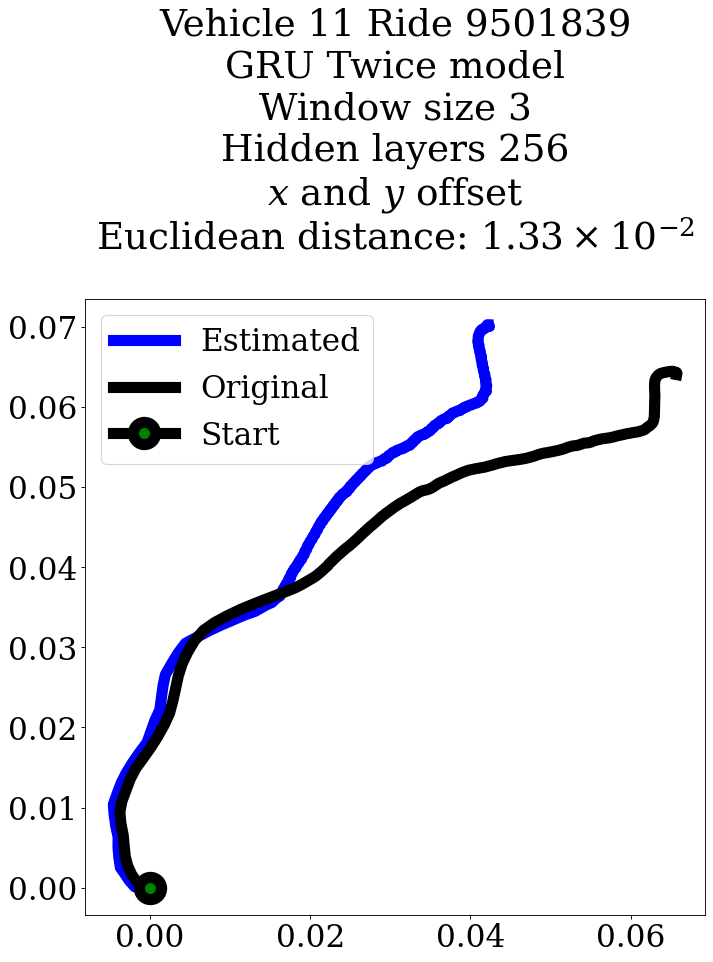 Vehicle 11 Ride 9501839
GRU Twice model
Window size 3
Hidden layers 256
x and y offset
Euclidean distance: 1.33 × 10⁻²
Estimated
Original
Start
0.07
0.06
0.05
0.04
0.03
0.02
0.01
0.00
0.00 0.02 0.04 0.06